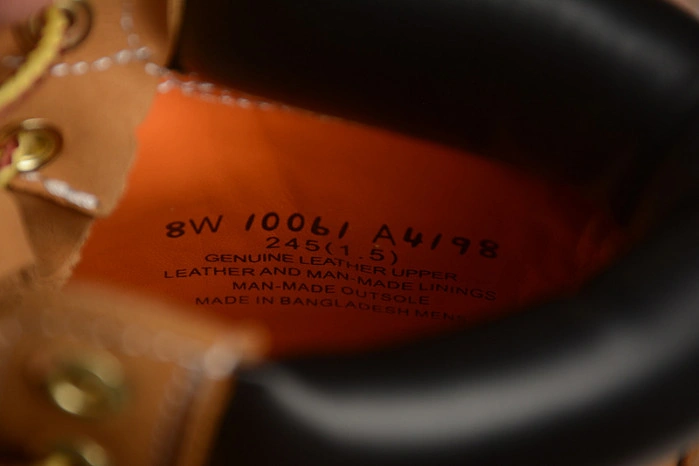 8W 10061 A4198
245(1.5)
GENUINE LEATHER UPPER
LEATHER AND MAN-MADE LININGS
MAN-MADE OUTSOLE
MADE IN BANGLADESH MENS